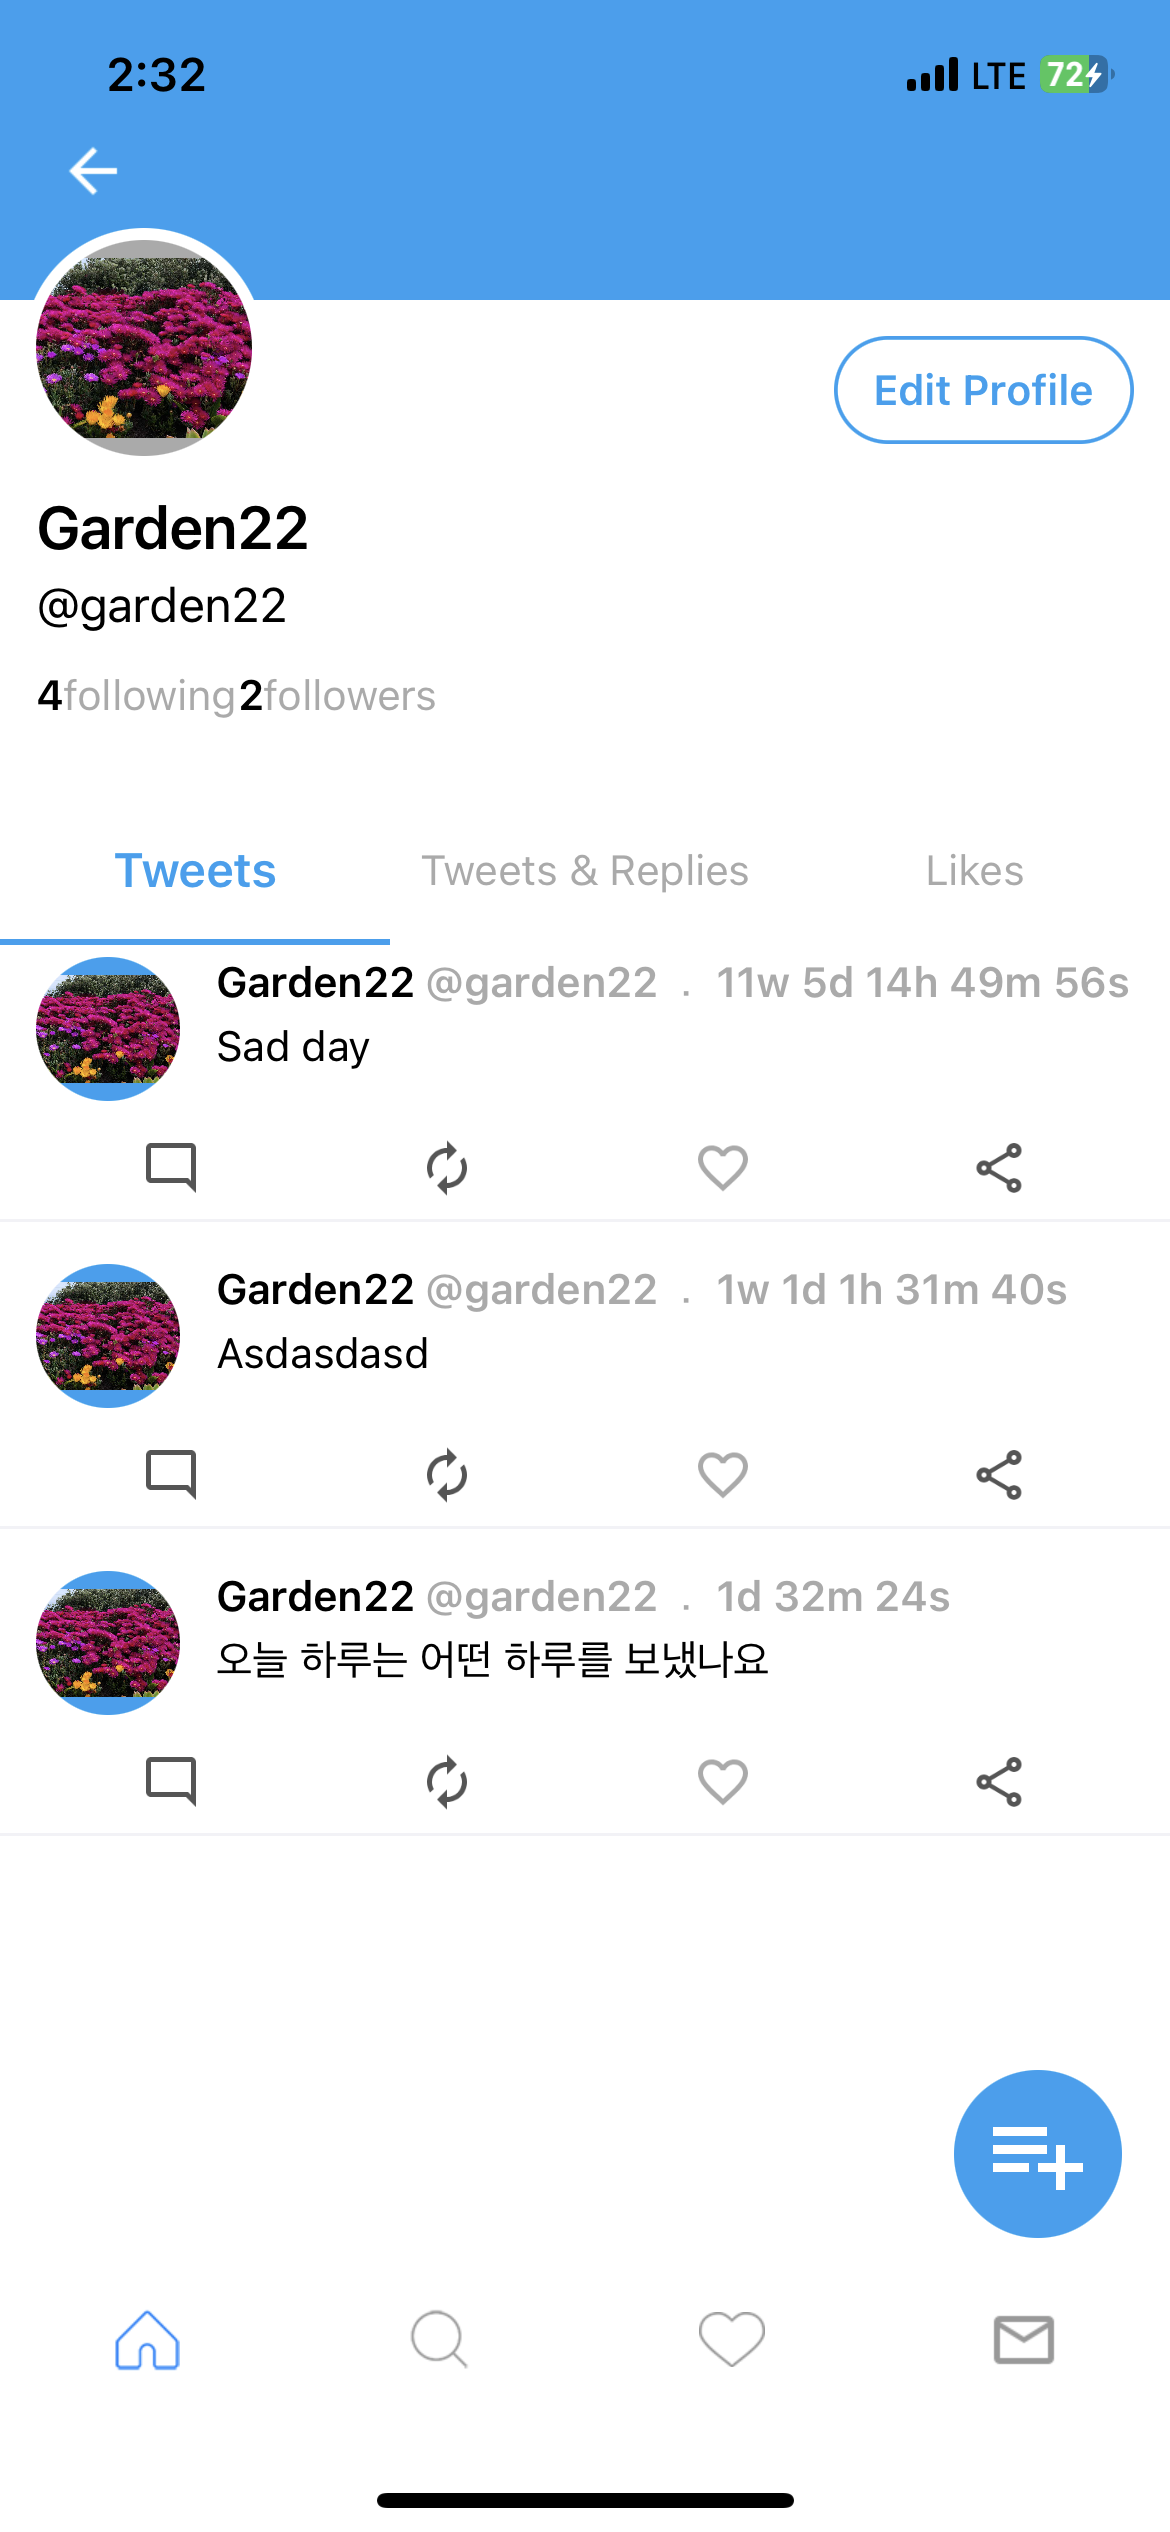 2:32 LTE 72
Edit Profile
Garden22
@garden22
4following2followers
Tweets Tweets & Replies Likes
Garden22 @garden22 . 11w 5d 14h 49m 56s
Sad day
Garden22 @garden22 . 1w 1d 1h 31m 40s
Asdasdasd
Garden22 @garden22 . 1d 32m 24s
오늘 하루는 어떤 하루를 보냈나요